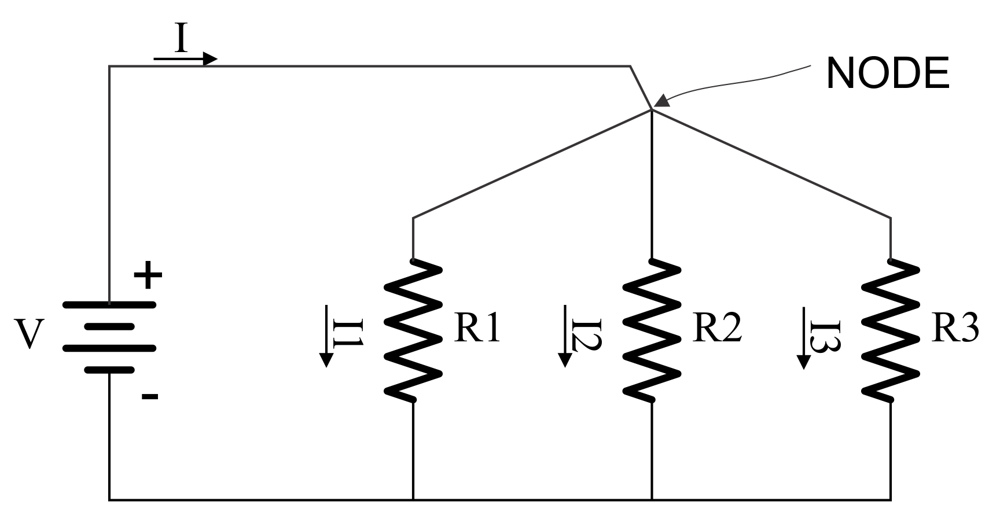 I
NODE
+
V
-
I1
R1
I2
R2
I3
R3